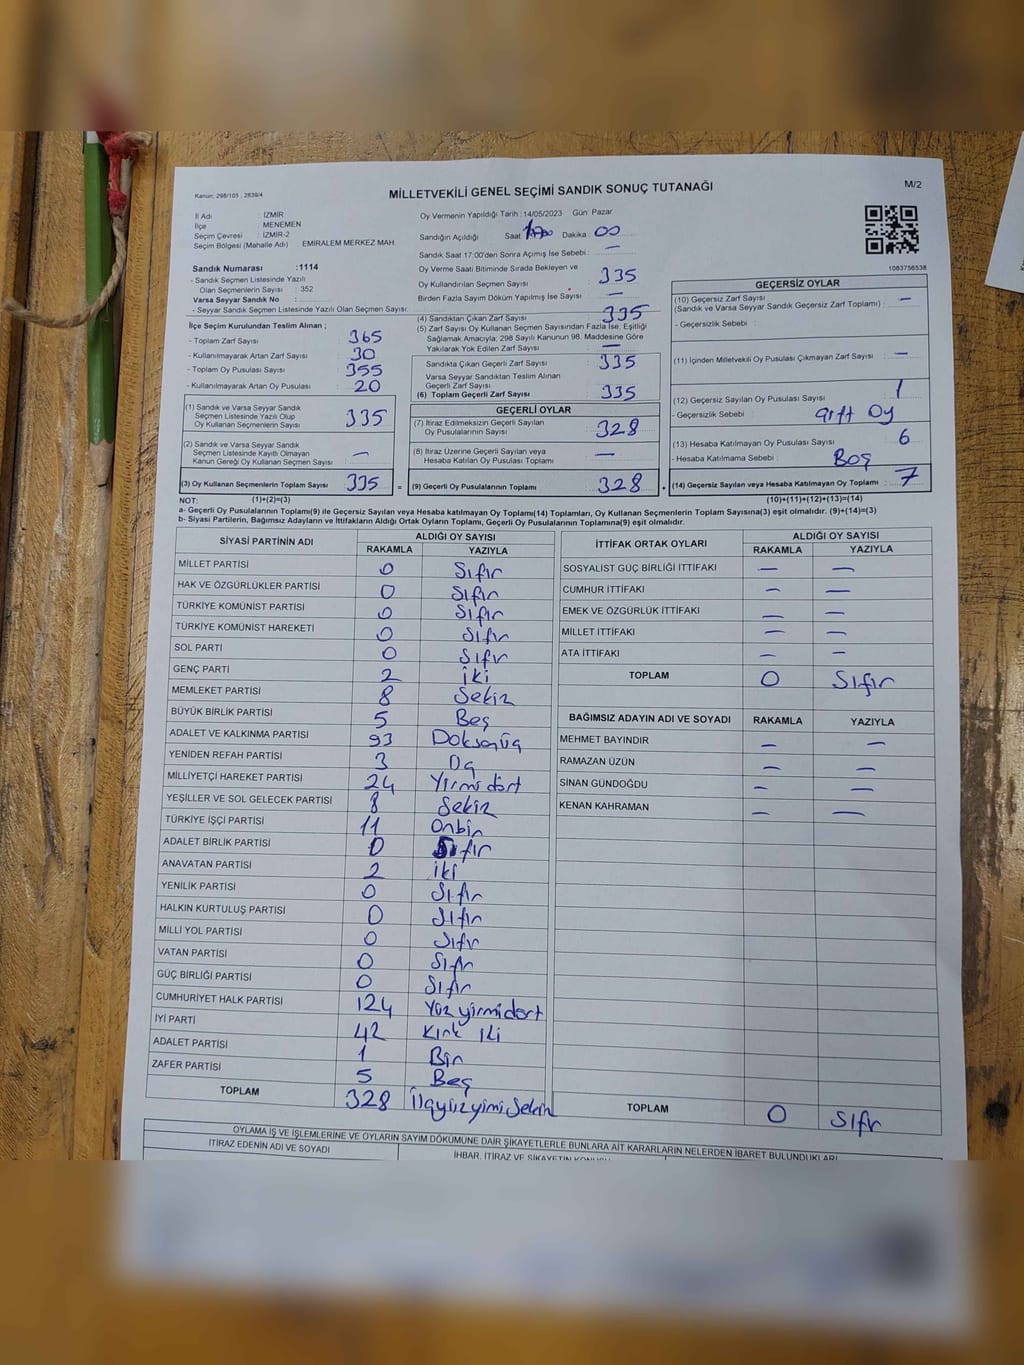 Kanun; 298/105 , 2839/4
MİLLETVEKİLİ GENEL SEÇİMİ SANDIK SONUÇ TUTANAĞI
M/2
İl Adı : İZMİR
İlçe : MENEMEN
Seçim Çevresi : İZMİR-2
Seçim Bölgesi (Mahalle Adı) EMİRALEM MERKEZ MAH.
Sandık Numarası :1114
- Sandık Seçmen Listesinde Yazılı
Olan Seçmenlerin Sayısı : 352
Varsa Seyyar Sandık No :
- Seyyar Sandık Seçmen Listesinde Yazılı Olan Seçmen Sayısı:
İlçe Seçim Kurulundan Teslim Alınan ;
- Toplam Zarf Sayısı : 365
- Kullanılmayarak Artan Zarf Sayısı : 30
- Toplam Oy Pusulası Sayısı : 355
- Kullanılmayarak Artan Oy Pusulası : 20
(1) Sandık ve Varsa Seyyar Sandık
Seçmen Listesinde Yazılı Olup
Oy Kullanan Seçmenlerin Sayısı : 335
(2) Sandık ve Varsa Seyyar Sandık
Seçmen Listesinde Kayıtlı Olmayan
Kanun Gereği Oy Kullanan Seçmen Sayısı : —
(3) Oy Kullanan Seçmenlerin Toplam Sayısı : 335 =
Oy Vermenin Yapıldığı Tarih : 14/05/2023 Gün: Pazar
Sandığın Açıldığı Saat Dakika 00
Sandık Saat 17:00'den Sonra Açılmış İse Sebebi : —
Oy Verme Saati Bitiminde Sırada Bekleyen ve
Oy Kullandırılan Seçmen Sayısı : 335
Birden Fazla Sayım Döküm Yapılmış İse Sayısı : —
(4) Sandıktan Çıkan Zarf Sayısı : 335
(5) Zarf Sayısı Oy Kullanan Seçmen Sayısından Fazla İse, Eşitliği
Sağlamak Amacıyla; 298 Sayılı Kanunun 98. Maddesine Göre
Yakılarak Yok Edilen Zarf Sayısı : —
Sandıkta Çıkan Geçerli Zarf Sayısı : 335
Varsa Seyyar Sandıktan Teslim Alınan
Geçerli Zarf Sayısı
(6) Toplam Geçerli Zarf Sayısı : 335
GEÇERLİ OYLAR
(7) İtiraz Edilmeksizin Geçerli Sayılan
Oy Pusulalarının Sayısı : 328
(8) İtiraz Üzerine Geçerli Sayılan veya
Hesaba Katılan Oy Pusulası Toplamı : —
(9) Geçerli Oy Pusulalarının Toplamı : 328 +
1083756538
GEÇERSİZ OYLAR
(10) Geçersiz Zarf Sayısı
(Sandık ve Varsa Seyyar Sandık Geçersiz Zarf Toplamı) : —
- Geçersizlik Sebebi :
(11) İçinden Milletvekili Oy Pusulası Çıkmayan Zarf Sayısı : —
(12) Geçersiz Sayılan Oy Pusulası Sayısı : 1
- Geçersizlik Sebebi : Çift Oy
(13) Hesaba Katılmayan Oy Pusulası Sayısı : 6
- Hesaba Katılmama Sebebi : Boş
(14) Geçersiz Sayılan veya Hesaba Katılmayan Oy Toplamı : 7
NOT: (1)+(2)=(3) (10)+(11)+(12)+(13)=(14)
a- Geçerli Oy Pusulalarının Toplamı(9) ile Geçersiz Sayılan veya Hesaba Katılmayan Oy Toplamı(14) Toplamları, Oy Kullanan Seçmenlerin Toplam Sayısına(3) eşit olmalıdır. (9)+(14)=(3)
b- Siyasi Partilerin, Bağımsız Adayların ve İttifakların Aldığı Ortak Oyların Toplamı, Geçerli Oy Pusulalarının Toplamına(9) eşit olmalıdır.
SİYASİ PARTİNİN ADI ALDIĞI OY SAYISI
RAKAMLA YAZIYLA
MİLLET PARTİSİ 0 Sıfır
HAK VE ÖZGÜRLÜKLER PARTİSİ 0 Sıfır
TÜRKİYE KOMÜNİST PARTİSİ 0 Sıfır
TÜRKİYE KOMÜNİST HAREKETİ 0 Sıfır
SOL PARTİ 0 Sıfır
GENÇ PARTİ 2 İki
MEMLEKET PARTİSİ 8 Sekiz
BÜYÜK BİRLİK PARTİSİ 5 Beş
ADALET VE KALKINMA PARTİSİ 93 Doksanüç
YENİDEN REFAH PARTİSİ 3 Üç
MİLLİYETÇİ HAREKET PARTİSİ 24 Yirmi dört
YEŞİLLER VE SOL GELECEK PARTİSİ 8 Sekiz
TÜRKİYE İŞÇİ PARTİSİ 11 Onbir
ADALET BİRLİK PARTİSİ 0 Sıfır
ANAVATAN PARTİSİ 2 iki
YENİLİK PARTİSİ 0 Sıfır
HALKIN KURTULUŞ PARTİSİ 0 Sıfır
MİLLİ YOL PARTİSİ 0 Sıfır
VATAN PARTİSİ 0 Sıfır
GÜÇ BİRLİĞİ PARTİSİ 0 Sıfır
CUMHURİYET HALK PARTİSİ 124 Yüz yirmidört
İYİ PARTİ 42 Kırk İki
ADALET PARTİSİ 1 Bir
ZAFER PARTİSİ 5 Beş
TOPLAM 328
İTTİFAK ORTAK OYLARI ALDIĞI OY SAYISI
RAKAMLA YAZIYLA
SOSYALİST GÜÇ BİRLİĞİ İTTİFAKI — —
CUMHUR İTTİFAKI — —
EMEK VE ÖZGÜRLÜK İTTİFAKI — —
MİLLET İTTİFAKI — —
ATA İTTİFAKI — —
TOPLAM 0 Sıfır
BAĞIMSIZ ADAYIN ADI VE SOYADI RAKAMLA YAZIYLA
MEHMET BAYINDIR — —
RAMAZAN ÜZÜN — —
SİNAN GÜNDOĞDU — —
KENAN KAHRAMAN — —
TOPLAM 0 Sıfır
OYLAMA İŞ VE İŞLEMLERİNE VE OYLARIN SAYIM DÖKÜMÜNE DAİR ŞİKAYETLERLE BUNLARA AİT KARARLARIN NELERDEN İBARET BULUNDUKLARI
İTİRAZ EDENİN ADI VE SOYADI
İHBAR, İTİRAZ VE ŞİKAYETİN KONUSU